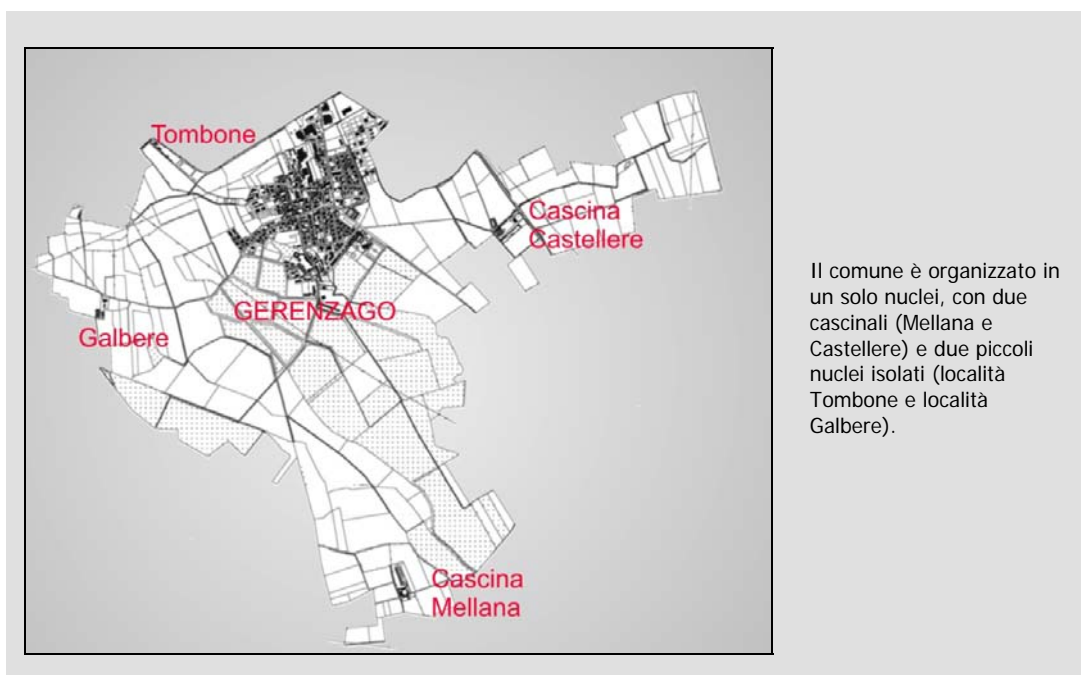 Tombone
Cascina
Castellere
GERENZAGO
Galbere
Cascina
Mellana
Il comune è organizzato in
un solo nuclei, con due
cascinali (Mellana e
Castellere) e due piccoli
nuclei isolati (località
Tombone e località
Galbere).